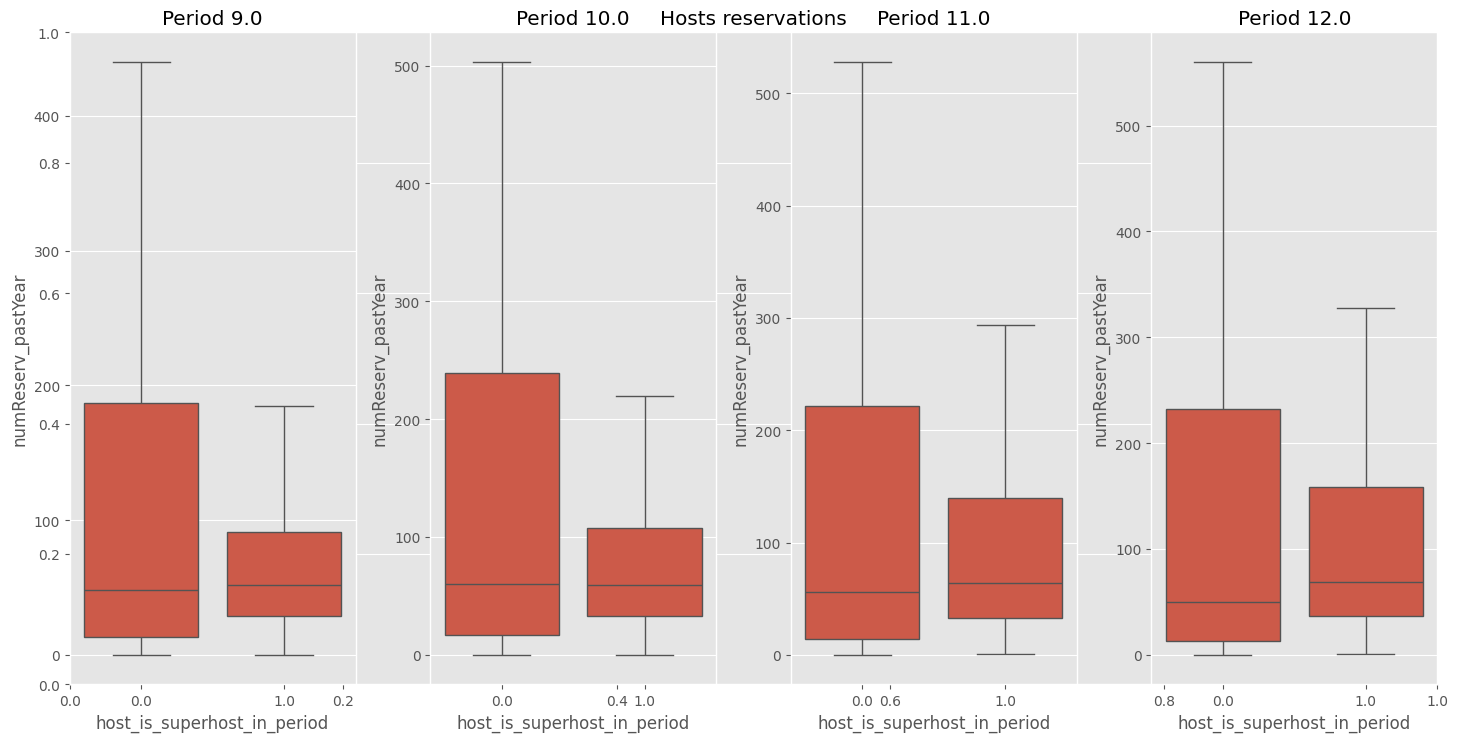 Hosts reservations
Period 9.0
numReserv_pastYear
1.0
400
0.8
300
0.6
200
0.4
100
0.2
0
0.0
0.0 0.0 1.0 0.2
host_is_superhost_in_period
Period 10.0
numReserv_pastYear
500
400
300
200
100
0
0.0 0.4 1.0
host_is_superhost_in_period
Period 11.0
numReserv_pastYear
500
400
300
200
100
0
0.0 0.6 1.0
host_is_superhost_in_period
Period 12.0
numReserv_pastYear
500
400
300
200
100
0
0.8 0.0 1.0 1.0
host_is_superhost_in_period